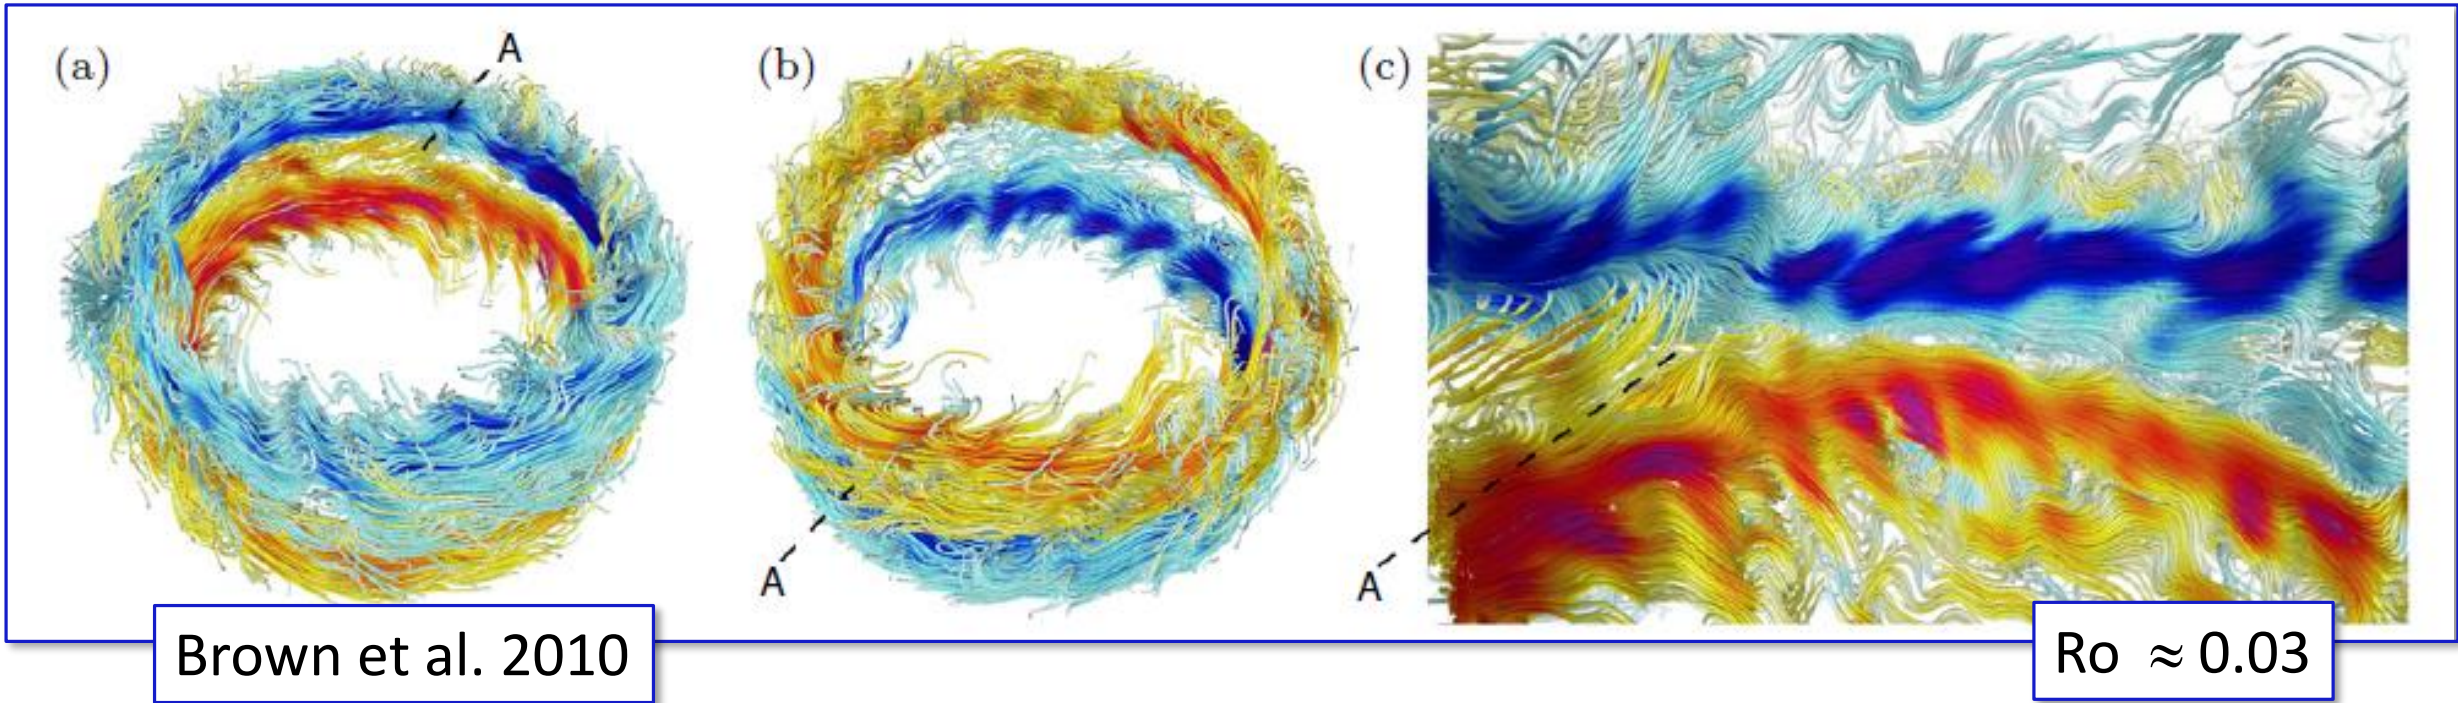 (a)
A
(b)
A
(c)
A
Brown et al. 2010
Ro ≈ 0.03